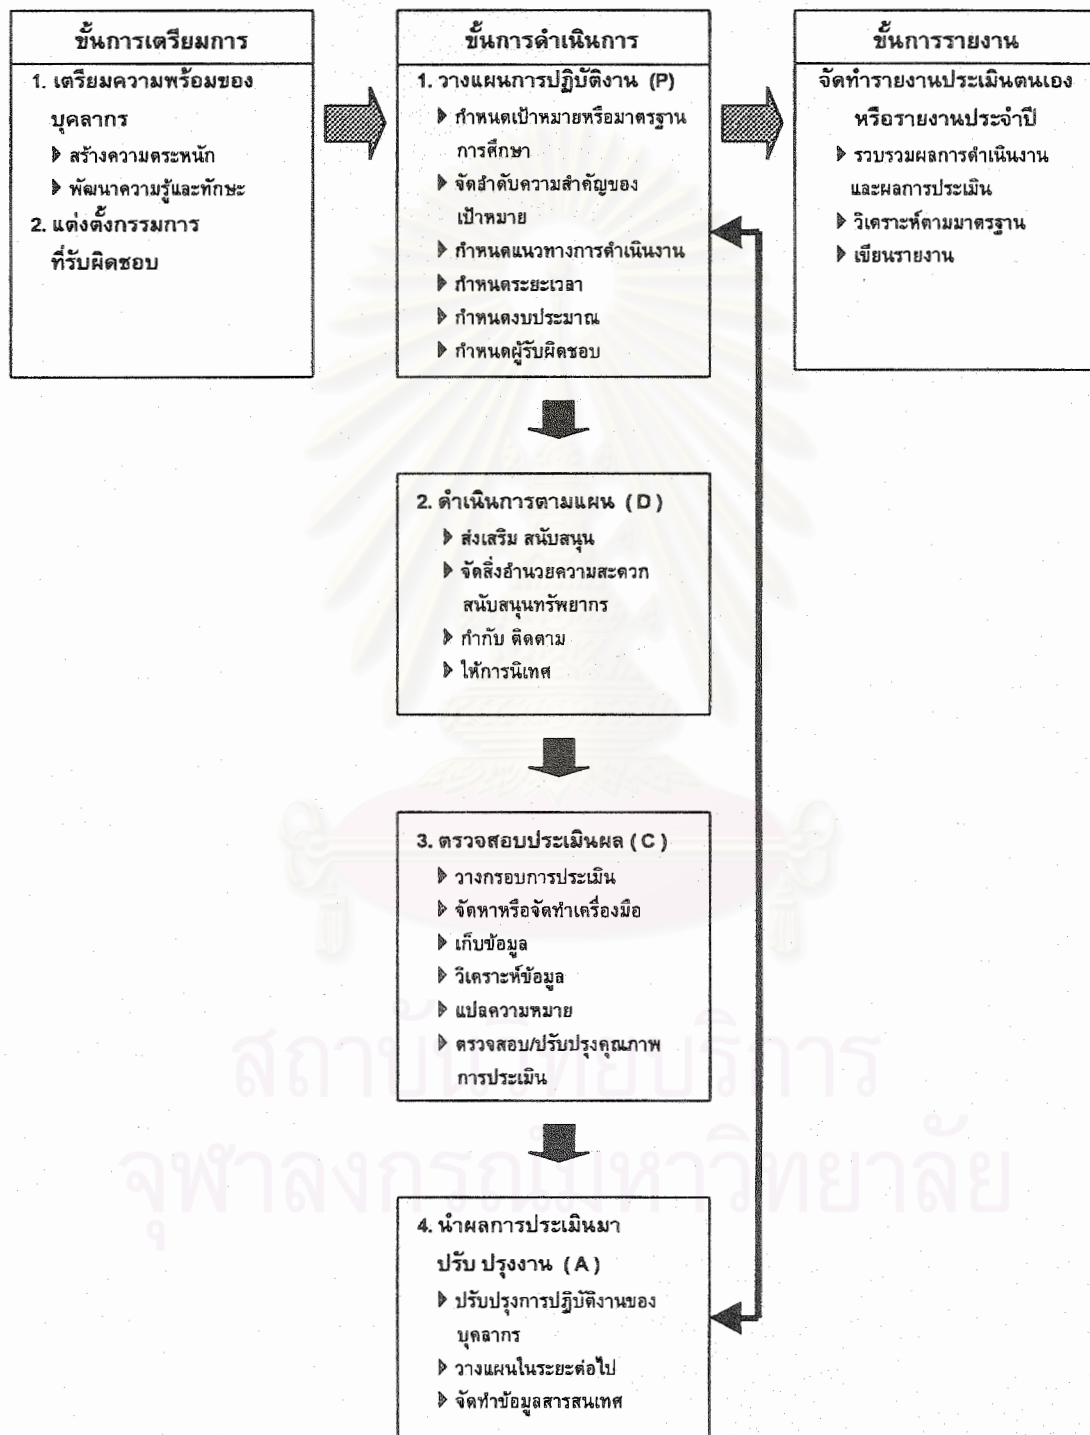 ขั้นการเตรียมการ
1. เตรียมความพร้อมของ
บุคลากร
สร้างความตระหนัก
พัฒนาความรู้และทักษะ
2. แต่งตั้งกรรมการ
ที่รับผิดชอบ
ขั้นการดำเนินการ
1. วางแผนการปฏิบัติงาน (P)
กำหนดเป้าหมายหรือมาตรฐาน
การศึกษา
จัดลำดับความสำคัญของ
เป้าหมาย
กำหนดแนวทางการดำเนินงาน
กำหนดระยะเวลา
กำหนดงบประมาณ
กำหนดผู้รับผิดชอบ
ขั้นการรายงาน
จัดทำรายงานประเมินตนเอง
หรือรายงานประจำปี
รวบรวมผลการดำเนินงาน
และผลการประเมิน
วิเคราะห์ตามมาตรฐาน
เขียนรายงาน
2. ดำเนินการตามแผน ( D )
ส่งเสริม สนับสนุน
จัดสิ่งอำนวยความสะดวก
สนับสนุนทรัพยากร
กำกับ ติดตาม
ให้การนิเทศ
3. ตรวจสอบประเมินผล ( C )
วางกรอบการประเมิน
จัดหาหรือจัดทำเครื่องมือ
เก็บข้อมูล
วิเคราะห์ข้อมูล
แปลความหมาย
ตรวจสอบ/ปรับปรุงคุณภาพ
การประเมิน
4. นำผลการประเมินมา
ปรับ ปรุงงาน ( A )
ปรับปรุงการปฏิบัติงานของ
บุคลากร
วางแผนในระยะต่อไป
จัดทำข้อมูลสารสนเทศ
สถาบันวิทยบริการ
จุฬาลงกรณ์มหาวิทยาลัย